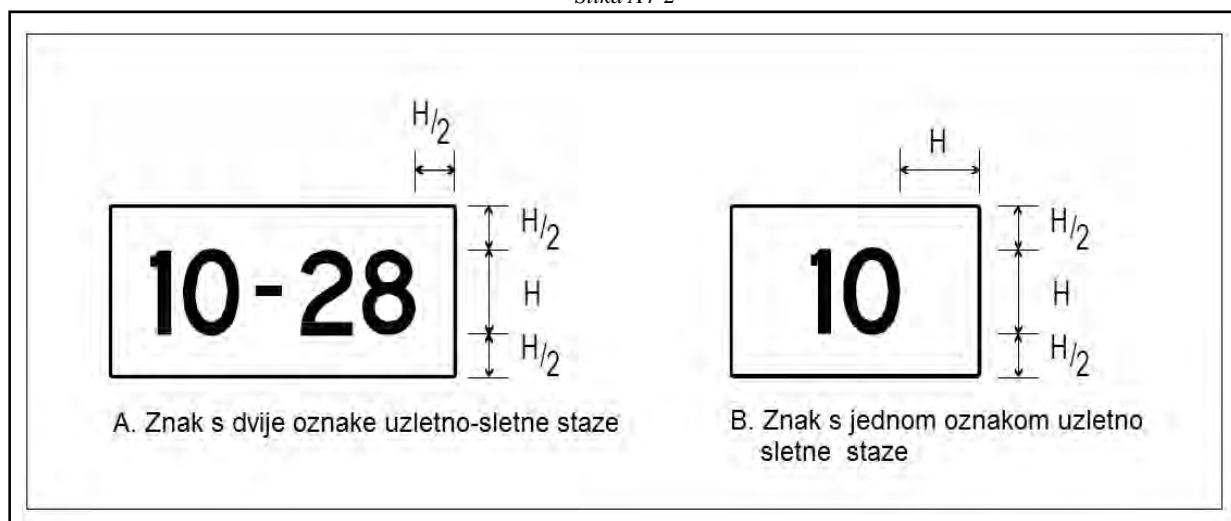 Slika A7-2
H/2
H
10-28
H/2
H
H/2
10
H/2
H
H/2
A. Znak s dvije oznake uzletno-sletne staze
B. Znak s jednom oznakom uzletno
sletne staze